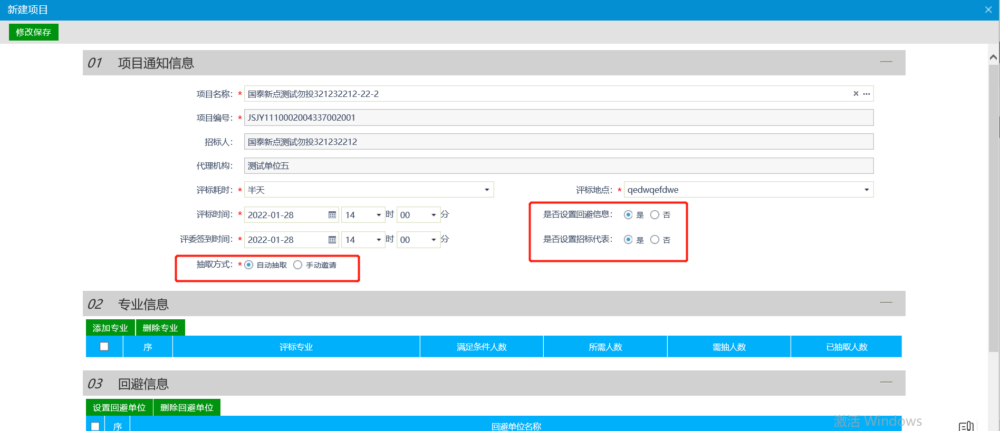 新建项目
修改保存
01 项目通知信息
项目名称：* 国泰新点测试勿投321232212-22-2
项目编号：* JSJY1110002004337002001
招标人： 国泰新点测试勿投321232212
代理机构： 测试单位五
评标耗时：* 半天 评标地点：* qedwqefdwe
评标时间：* 2022-01-28 14 时 00 分 是否设置回避信息： 是 否
评委签到时间：* 2022-01-28 14 时 00 分 是否设置招标代表： 是 否
抽取方式：* 自动抽取 手动邀请
02 专业信息
添加专业 删除专业
序 评标专业 满足条件人数 所需人数 需抽人数 已抽取人数
03 回避信息
设置回避单位 删除回避单位
序 回避单位名称
激活 Windows